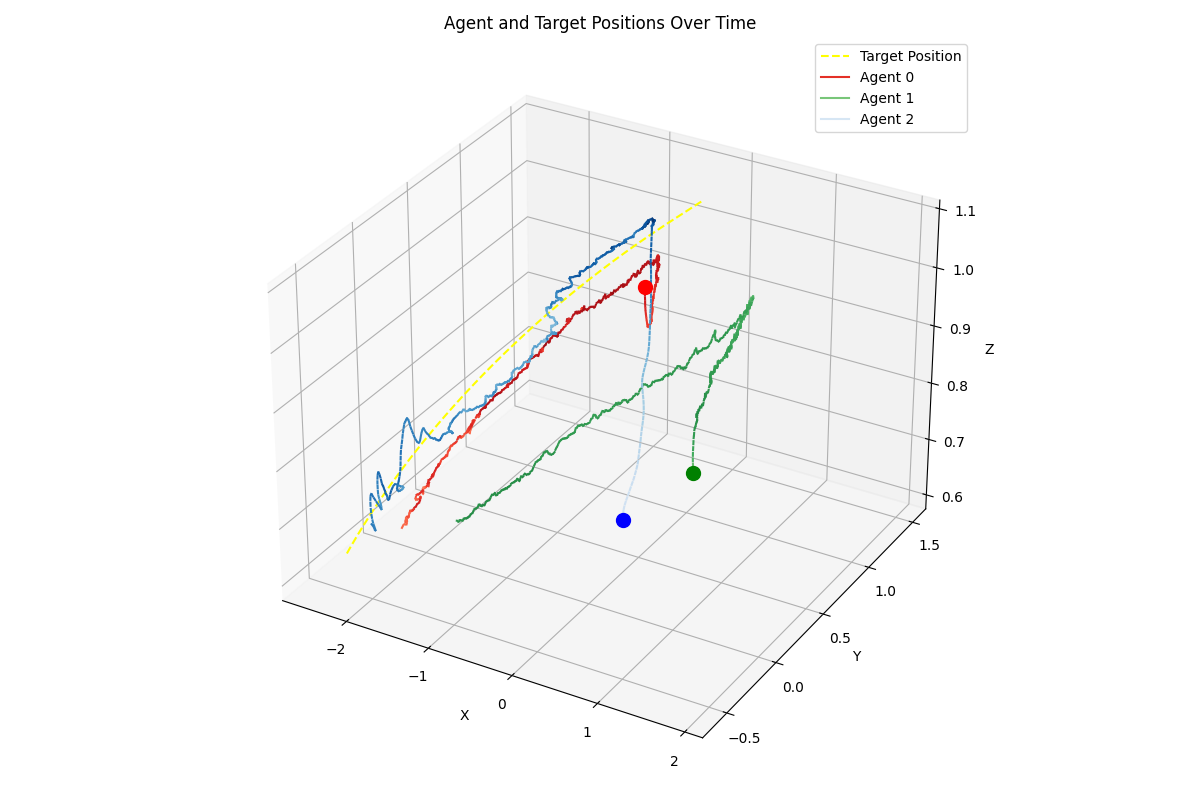 Agent and Target Positions Over Time
Target Position
Agent 0
Agent 1
Agent 2
1.1
1.0
0.9
0.8
0.7
0.6
Z
1.5
1.0
0.5
0.0
−0.5
Y
−2
−1
0
1
2
X